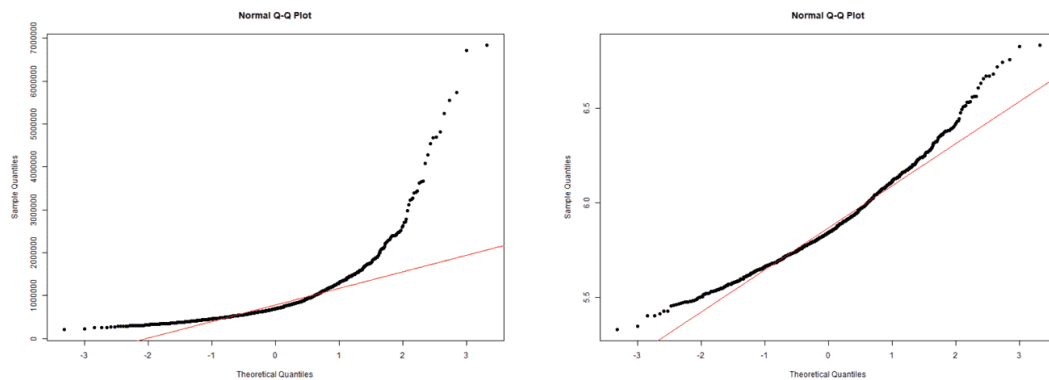 Normal Q-Q Plot
Sample Quantiles
7000000
6000000
5000000
4000000
3000000
2000000
1000000
0
-3 -2 -1 0 1 2 3
Theoretical Quantiles
Normal Q-Q Plot
Sample Quantiles
6.5
6.0
5.5
-3 -2 -1 0 1 2 3
Theoretical Quantiles